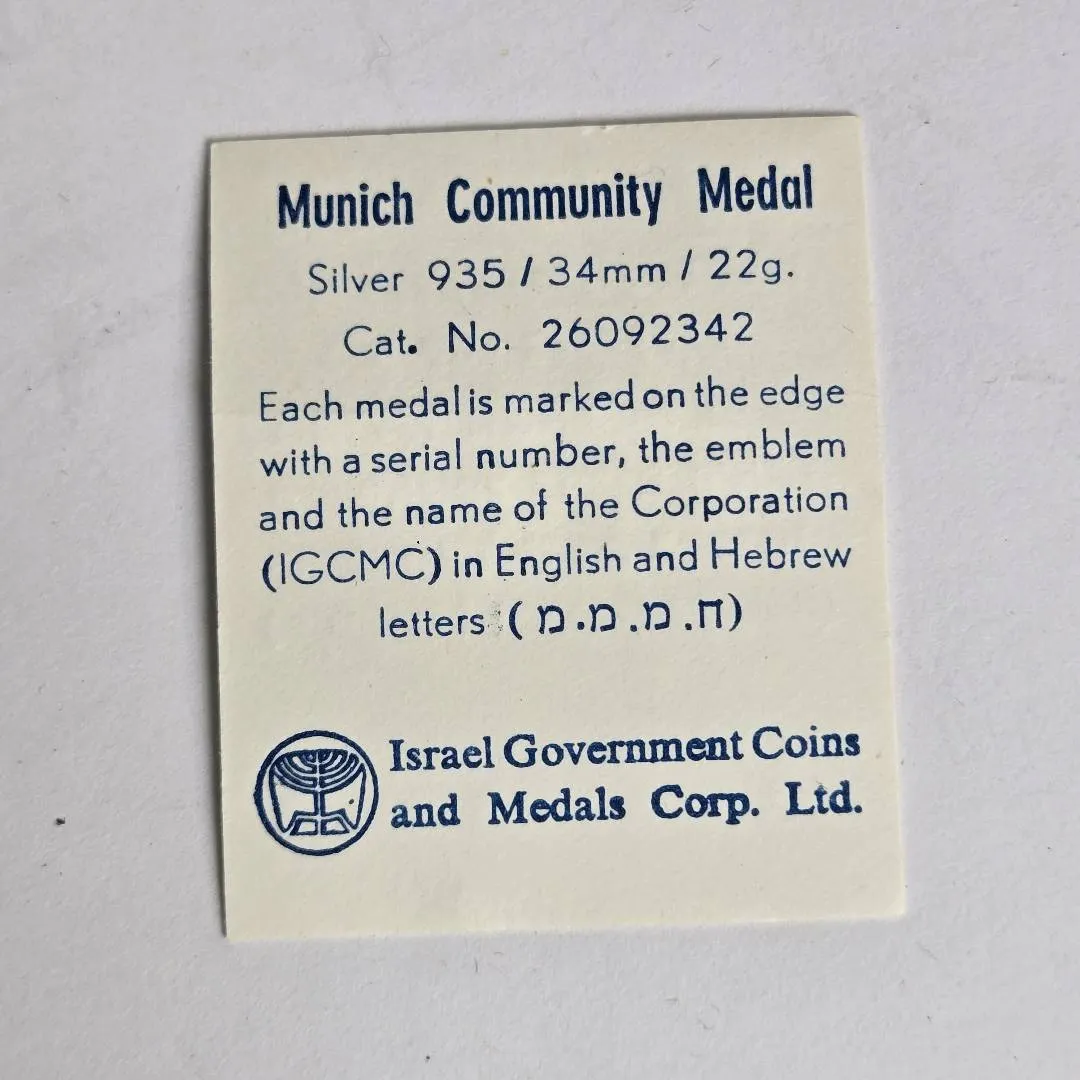 Munich Community Medal
Silver 935 / 34mm / 22g.
Cat. No. 26092342
Each medal is marked on the edge
with a serial number, the emblem
and the name of the Corporation
(IGCMC) in English and Hebrew
letters (ח.מ.מ.מ)
Israel Government Coins
and Medals Corp. Ltd.